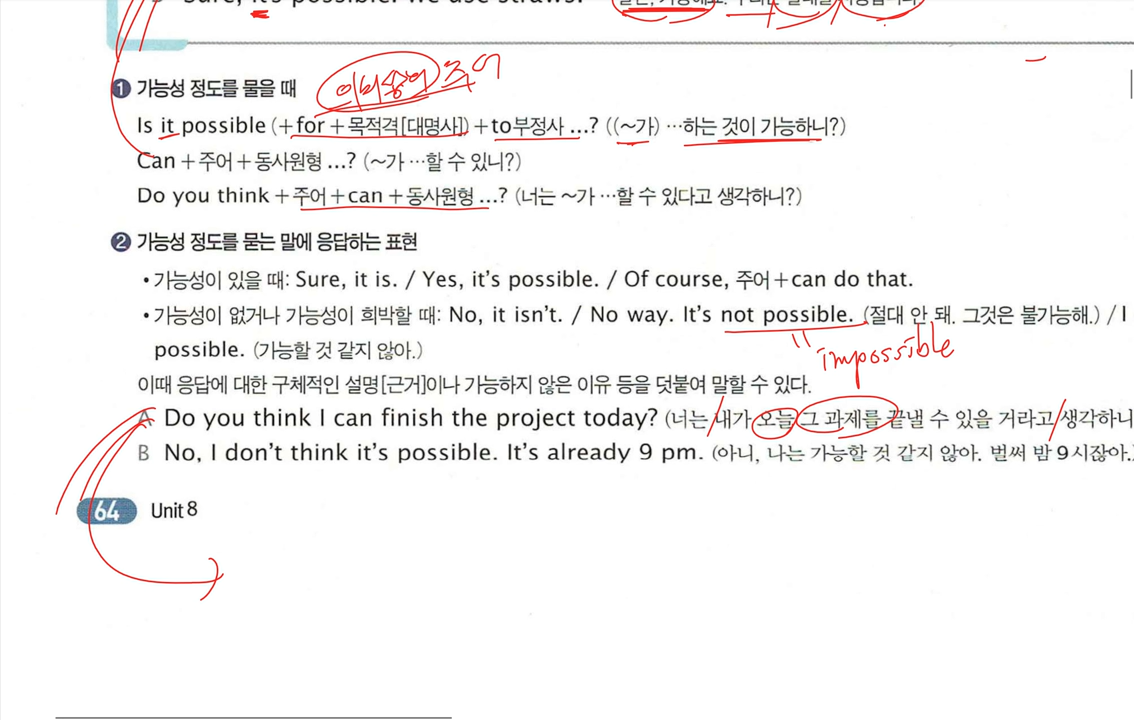 Sure, it's possible. We use straws.
이미상의 주어
1 가능성 정도를 물을 때
Is it possible (+for+목적격[대명사])+to부정사 …? ((~가) …하는 것이 가능하니?)
Can+주어+동사원형 …? (~가 …할 수 있니?)
Do you think+주어+can+동사원형 …? (너는 ~가 …할 수 있다고 생각하니?)
2 가능성 정도를 묻는 말에 응답하는 표현
•가능성이 있을 때: Sure, it is. / Yes, it's possible. / Of course, 주어+can do that.
•가능성이 없거나 가능성이 희박할 때: No, it isn't. / No way. It's not possible. (절대 안 돼. 그것은 불가능해.) / I
possible. (가능할 것 같지 않아.)
impossible
이때 응답에 대한 구체적인 설명[근거]이나 가능하지 않은 이유 등을 덧붙여 말할 수 있다.
A Do you think I can finish the project today? (너는 내가 오늘 그 과제를 끝낼 수 있을 거라고 생각하니
B No, I don't think it's possible. It's already 9 pm. (아니, 나는 가능할 것 같지 않아. 벌써 밤 9시잖아.)
64 Unit 8